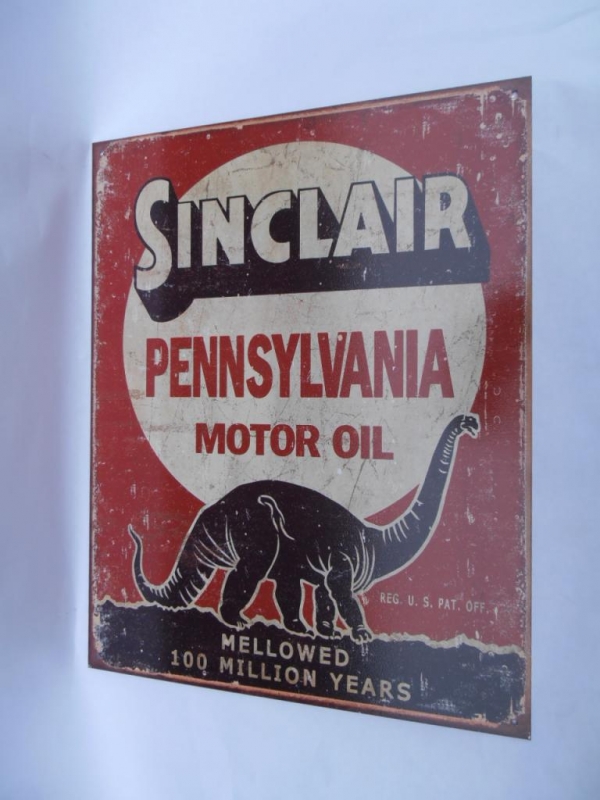 SINCLAIR
PENNSYLVANIA
MOTOR OIL
REG. U. S. PAT. OFF.
MELLOWED
100 MILLION YEARS